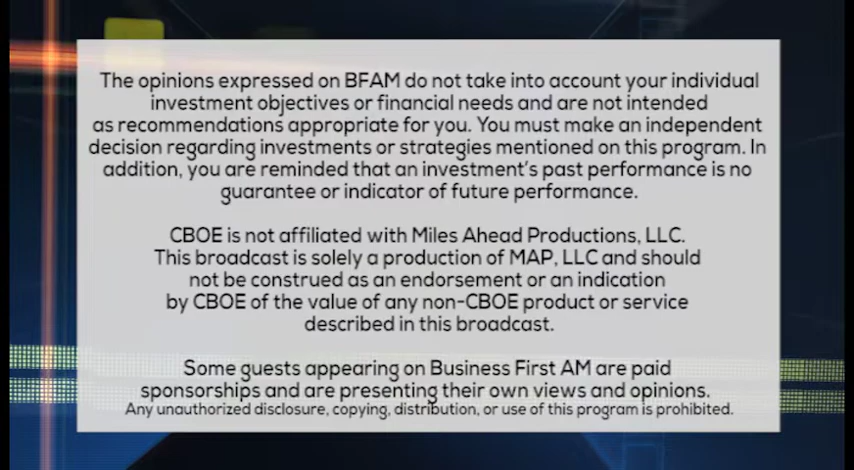 The opinions expressed on BFAM do not take into account your individual
investment objectives or financial needs and are not intended
as recommendations appropriate for you. You must make an independent
decision regarding investments or strategies mentioned on this program. In
addition, you are reminded that an investment's past performance is no
guarantee or indicator of future performance.
CBOE is not affiliated with Miles Ahead Productions, LLC.
This broadcast is solely a production of MAP, LLC and should
not be construed as an endorsement or an indication
by CBOE of the value of any non-CBOE product or service
described in this broadcast.
Some guests appearing on Business First AM are paid
sponsorships and are presenting their own views and opinions.
Any unauthorized disclosure, copying, distribution, or use of this program is prohibited.